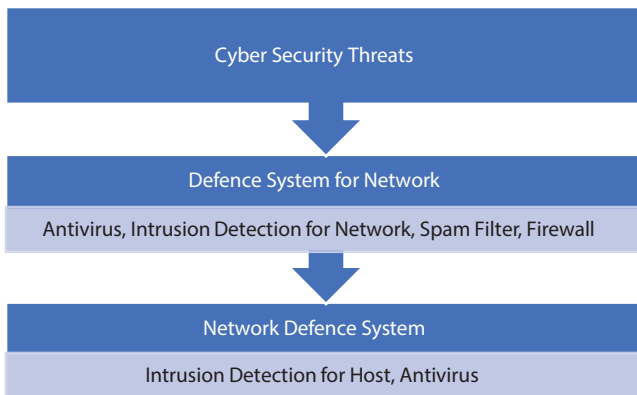 Cyber Security Threats
Defence System for Network
Antivirus, Intrusion Detection for Network, Spam Filter, Firewall
Network Defence System
Intrusion Detection for Host, Antivirus